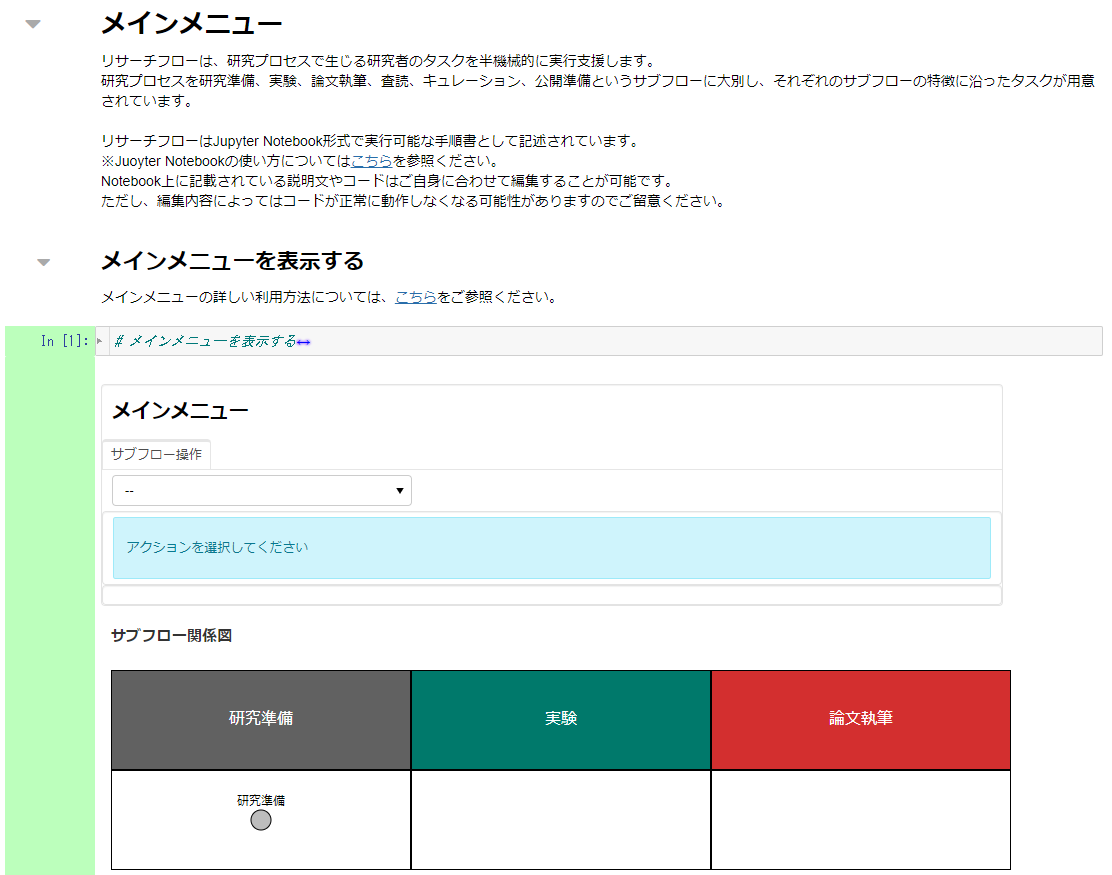 メインメニュー
リサーチフローは、研究プロセスで生じる研究者のタスクを半機械的に実行支援します。
研究プロセスを研究準備、実験、論文執筆、査読、キュレーション、公開準備というサブフローに大別し、それぞれのサブフローの特徴に沿ったタスクが用意
されています。
リサーチフローはJupyter Notebook形式で実行可能な手順書として記述されています。
※Juoyter Notebookの使い方についてはこちらを参照ください。
Notebook上に記載されている説明文やコードはご自身に合わせて編集することが可能です。
ただし、編集内容によってはコードが正常に動作しなくなる可能性がありますのでご留意ください。
メインメニューを表示する
メインメニューの詳しい利用方法については、こちらをご参照ください。
In [1]: # メインメニューを表示する↔
メインメニュー
サブフロー操作
--
アクションを選択してください
サブフロー関係図
研究準備 実験 論文執筆
研究準備